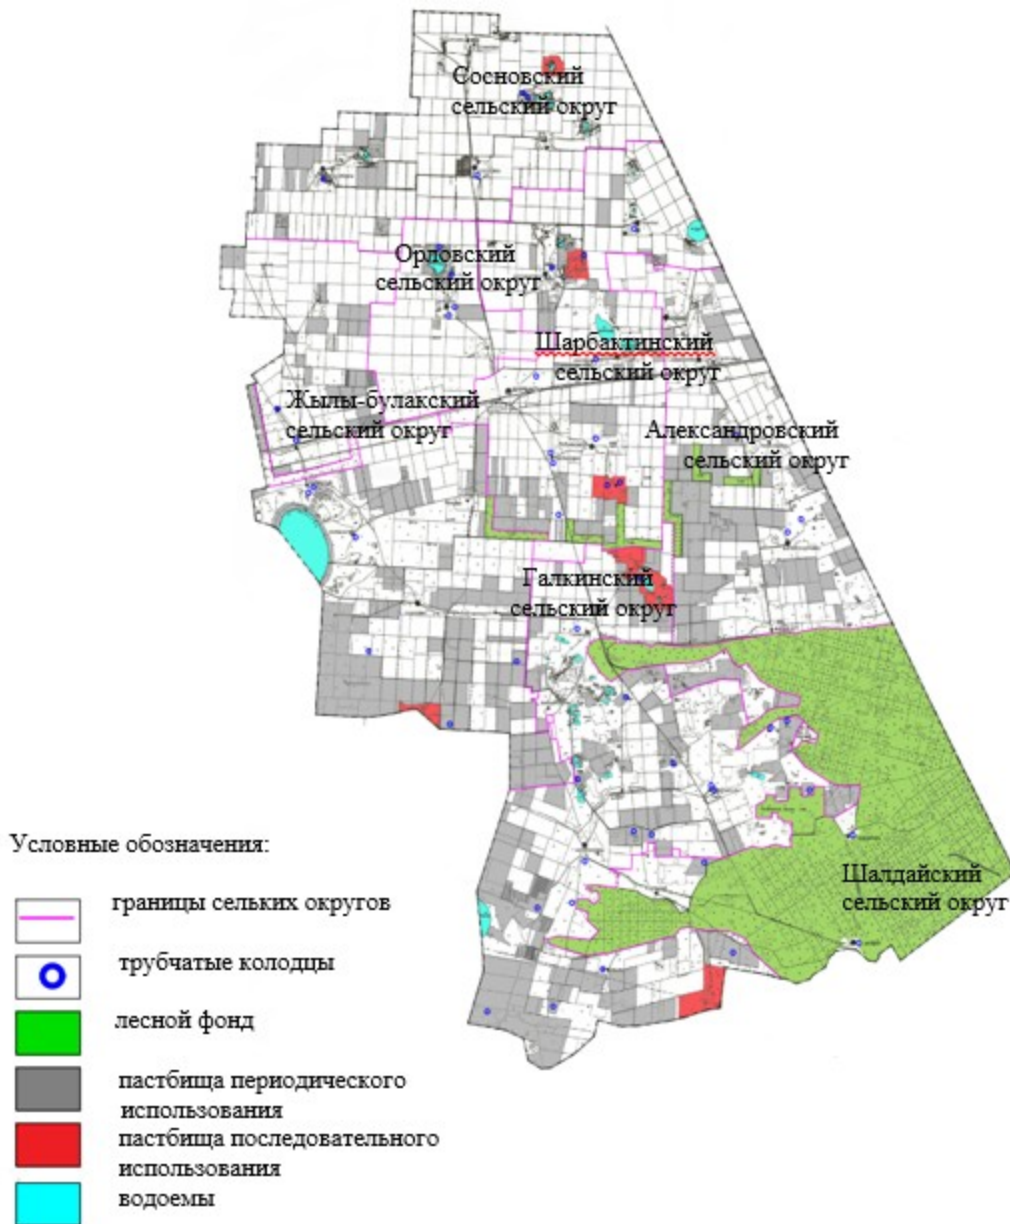 Сосновский
сельский округ
Орловский
сельский округ
Шарбактинский
сельский округ
Жылы-булакский
сельский округ
Александровский
сельский округ
Галкинский
сельский округ
Шалдайский
сельский округ
Условные обозначения:
границы сельких округов
трубчатые колодцы
лесной фонд
пастбища периодического
использования
пастбища последовательного
использования
водоемы